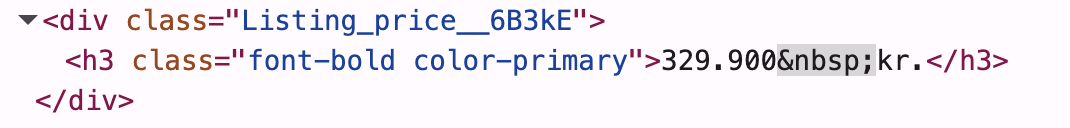 ▼<div class="Listing_price__6B3kE">
<h3 class="font-bold color-primary">329.900&nbsp;kr.</h3>
</div>